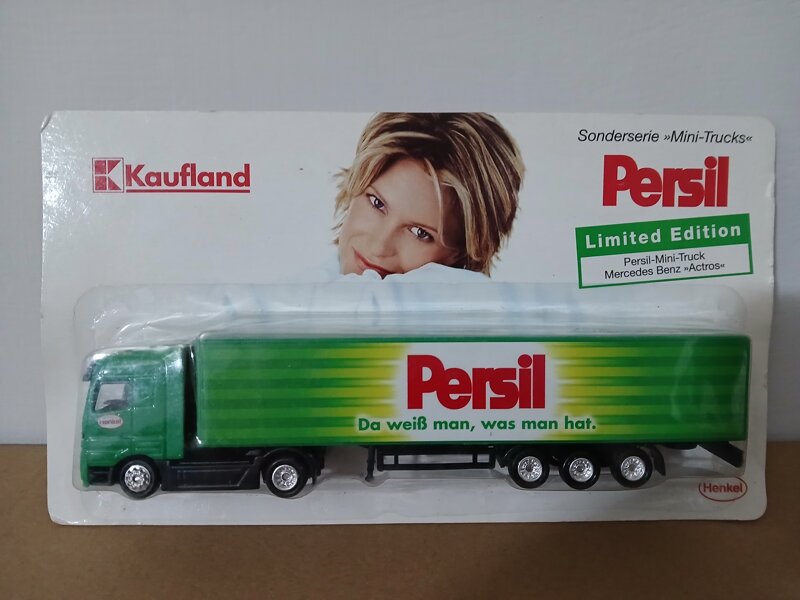 Kaufland
Sonderserie »Mini-Trucks«
Persil
Limited Edition
Persil-Mini-Truck
Mercedes Benz »Actros«
Persil
Da weiß man, was man hat.
Henkel
Henkel